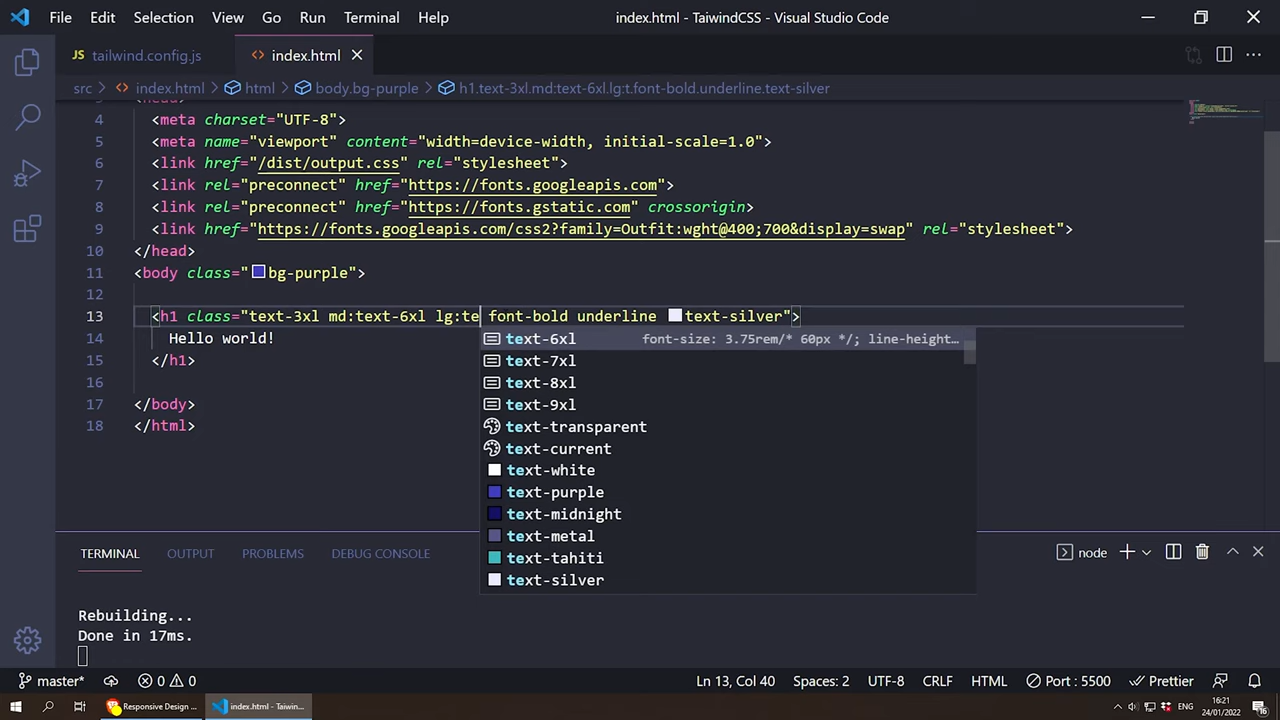 File Edit Selection View Go Run Terminal Help index.html - TaiwindCSS - Visual Studio Code
JS tailwind.config.js <> index.html
src > <> index.html > html > body.bg-purple > h1.text-3xl.md:text-6xl.lg:t.font-bold.underline.text-silver
4 <meta charset="UTF-8">
5 <meta name="viewport" content="width=device-width, initial-scale=1.0">
6 <link href="/dist/output.css" rel="stylesheet">
7 <link rel="preconnect" href="https://fonts.googleapis.com">
8 <link rel="preconnect" href="https://fonts.gstatic.com" crossorigin>
9 <link href="https://fonts.googleapis.com/css2?family=Outfit:wght@400;700&display=swap" rel="stylesheet">
10 </head>
11 <body class="bg-purple">
12
13 <h1 class="text-3xl md:text-6xl lg:te font-bold underline text-silver">
14 Hello world!
text-6xl font-size: 3.75rem/* 60px */; line-height…
15 </h1>
text-7xl
16
text-8xl
17 </body>
text-9xl
18 </html>
text-transparent
text-current
text-white
text-purple
text-midnight
text-metal
text-tahiti
text-silver
TERMINAL OUTPUT PROBLEMS DEBUG CONSOLE node
Rebuilding...
Done in 17ms.
master* 0 0 Ln 13, Col 40 Spaces: 2 UTF-8 CRLF HTML Port : 5500 Prettier
Responsive Design ... index.html - Taiwin... ENG 16:21
24/01/2022